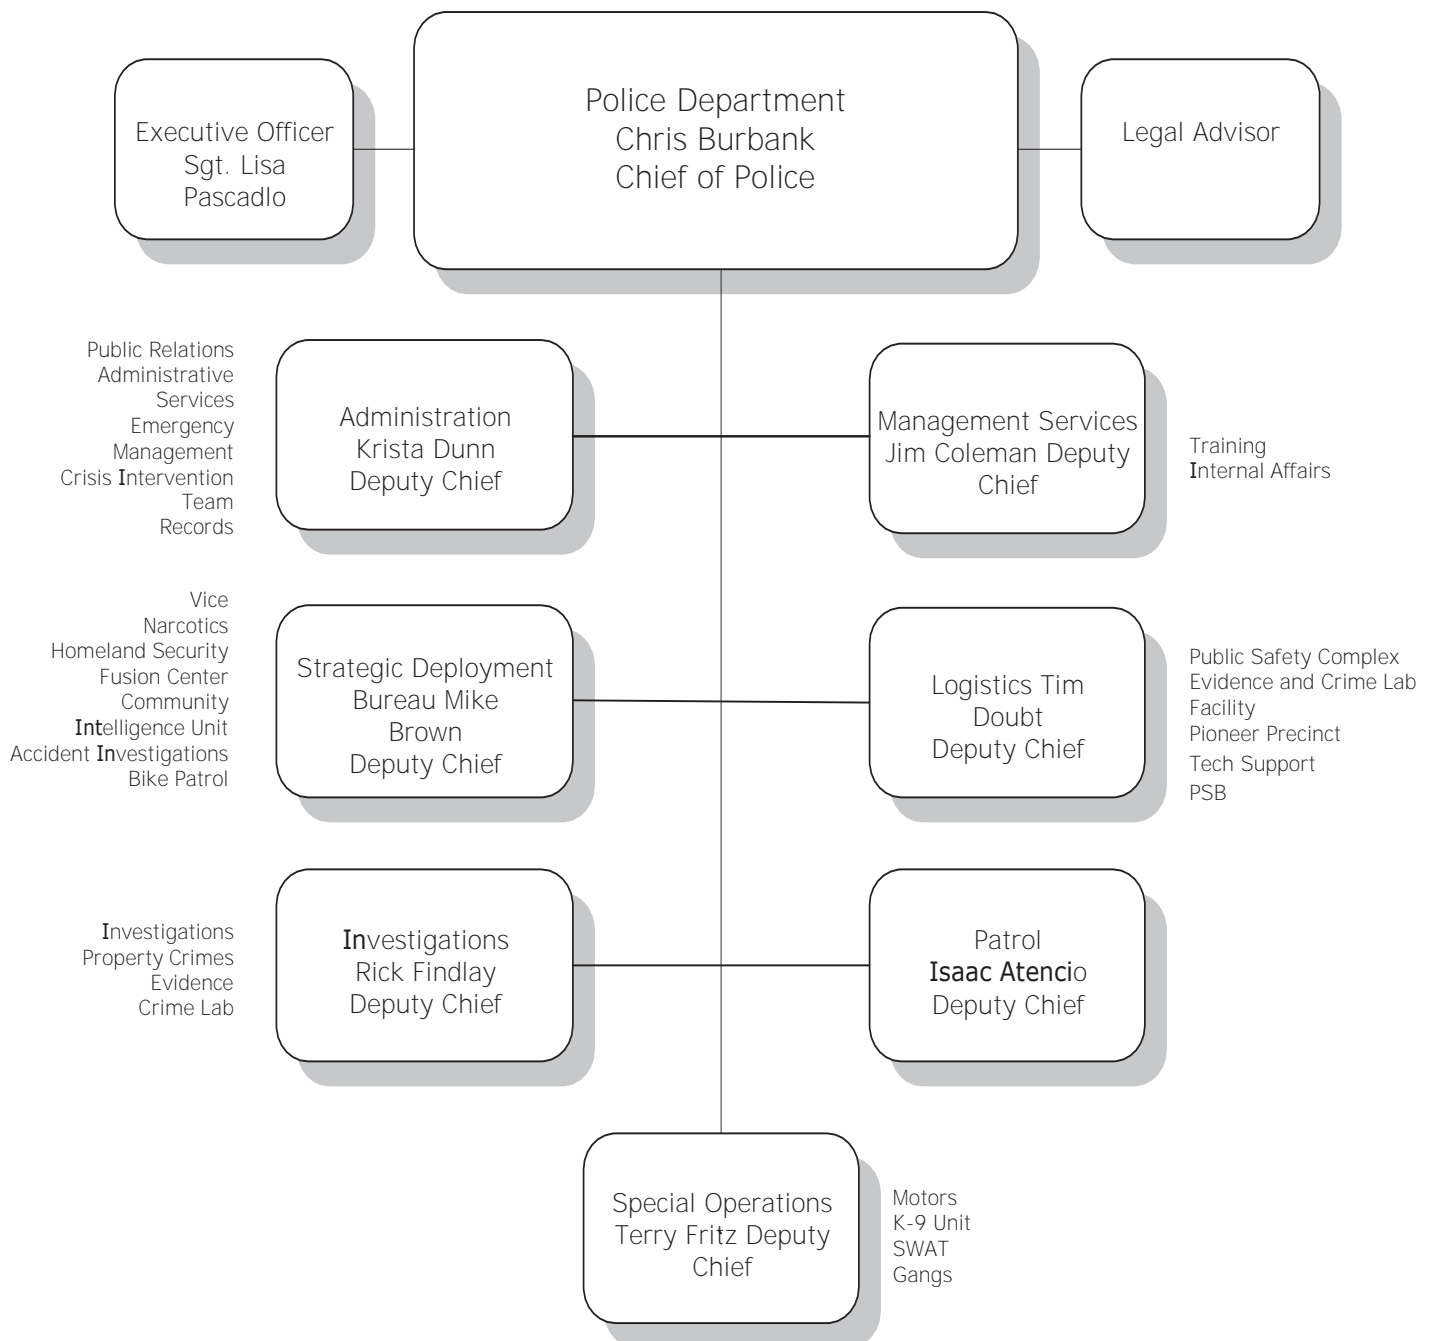 Police Department
Chris Burbank
Chief of Police
Executive Officer
Sgt. Lisa
Pascadlo
Legal Advisor
Public Relations
Administrative
Services
Emergency
Management
Crisis Intervention
Team
Records
Administration
Krista Dunn
Deputy Chief
Management Services
Jim Coleman Deputy
Chief
Training
Internal Affairs
Vice
Narcotics
Homeland Security
Fusion Center
Community
Intelligence Unit
Accident Investigations
Bike Patrol
Strategic Deployment
Bureau Mike
Brown
Deputy Chief
Logistics Tim
Doubt
Deputy Chief
Public Safety Complex
Evidence and Crime Lab
Facility
Pioneer Precinct
Tech Support
PSB
Investigations
Property Crimes
Evidence
Crime Lab
Investigations
Rick Findlay
Deputy Chief
Patrol
Isaac Atencio
Deputy Chief
Special Operations
Terry Fritz Deputy
Chief
Motors
K-9 Unit
SWAT
Gangs